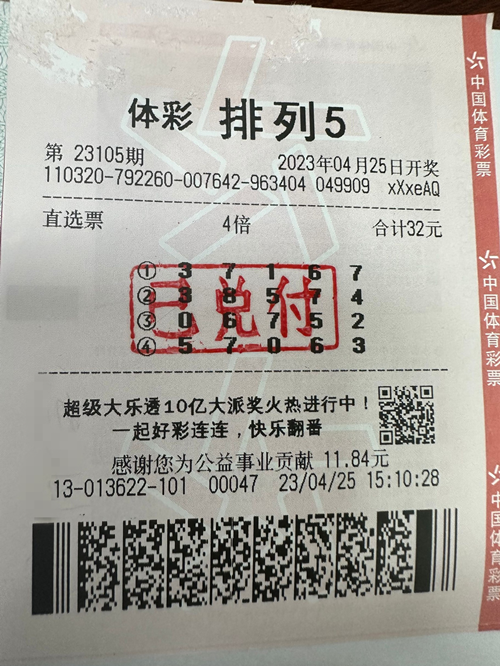 体彩 排列5
第 23105期 2023年04月25日开奖
110320-792260-007642-963404 049909 xXxeAQ
直选票 4倍 合计32元
① 3 7 1 6 7
② 3 8 5 7 4
③ 0 6 7 5 2
④ 5 7 0 6 3
已兑付
超级大乐透10亿大派奖火热进行中！
一起好彩连连，快乐翻番
感谢您为公益事业贡献 11.84元
13-013622-101 00047 23/04/25 15:10:28
中国体育彩票
中国体育彩票
中国体育彩票